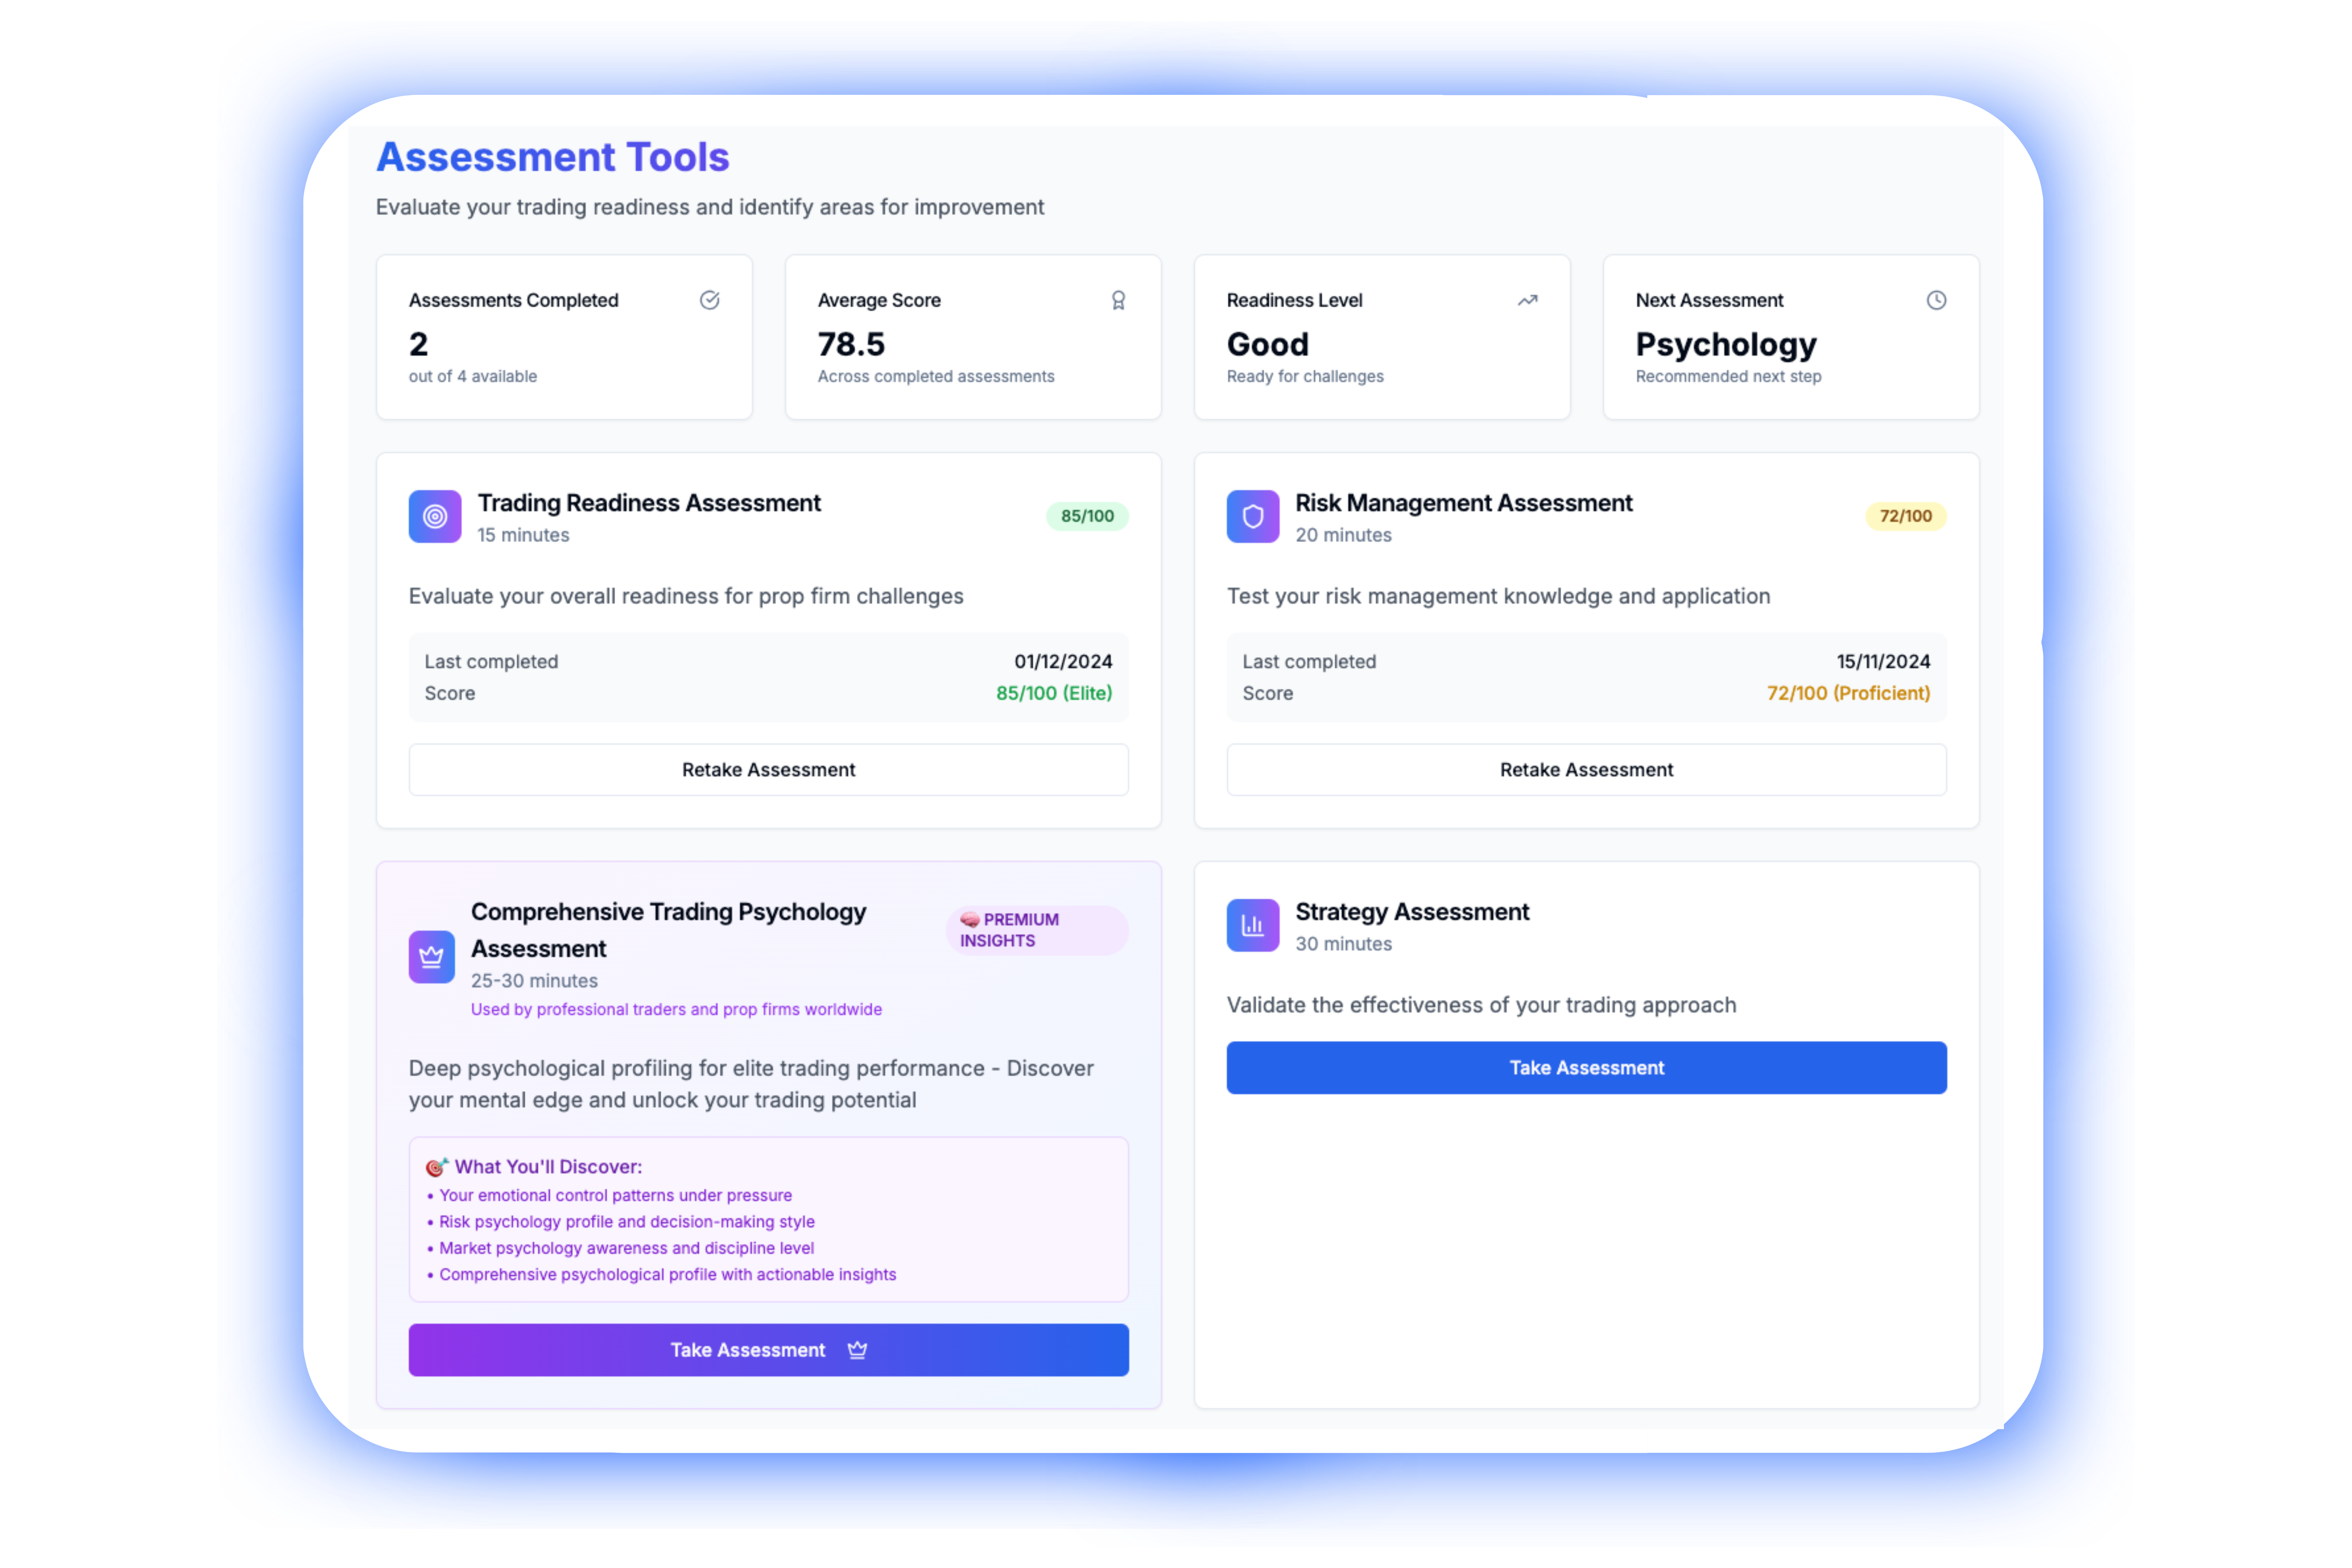 Assessment Tools
Evaluate your trading readiness and identify areas for improvement
Assessments Completed
2
out of 4 available
Average Score
78.5
Across completed assessments
Readiness Level
Good
Ready for challenges
Next Assessment
Psychology
Recommended next step
Trading Readiness Assessment
15 minutes
85/100
Evaluate your overall readiness for prop firm challenges
Last completed 01/12/2024
Score 85/100 (Elite)
Retake Assessment
Risk Management Assessment
20 minutes
72/100
Test your risk management knowledge and application
Last completed 15/11/2024
Score 72/100 (Proficient)
Retake Assessment
Comprehensive Trading Psychology
Assessment
25-30 minutes
Used by professional traders and prop firms worldwide
🧠 PREMIUM
INSIGHTS
Deep psychological profiling for elite trading performance - Discover
your mental edge and unlock your trading potential
🎯 What You'll Discover:
• Your emotional control patterns under pressure
• Risk psychology profile and decision-making style
• Market psychology awareness and discipline level
• Comprehensive psychological profile with actionable insights
Take Assessment
Strategy Assessment
30 minutes
Validate the effectiveness of your trading approach
Take Assessment